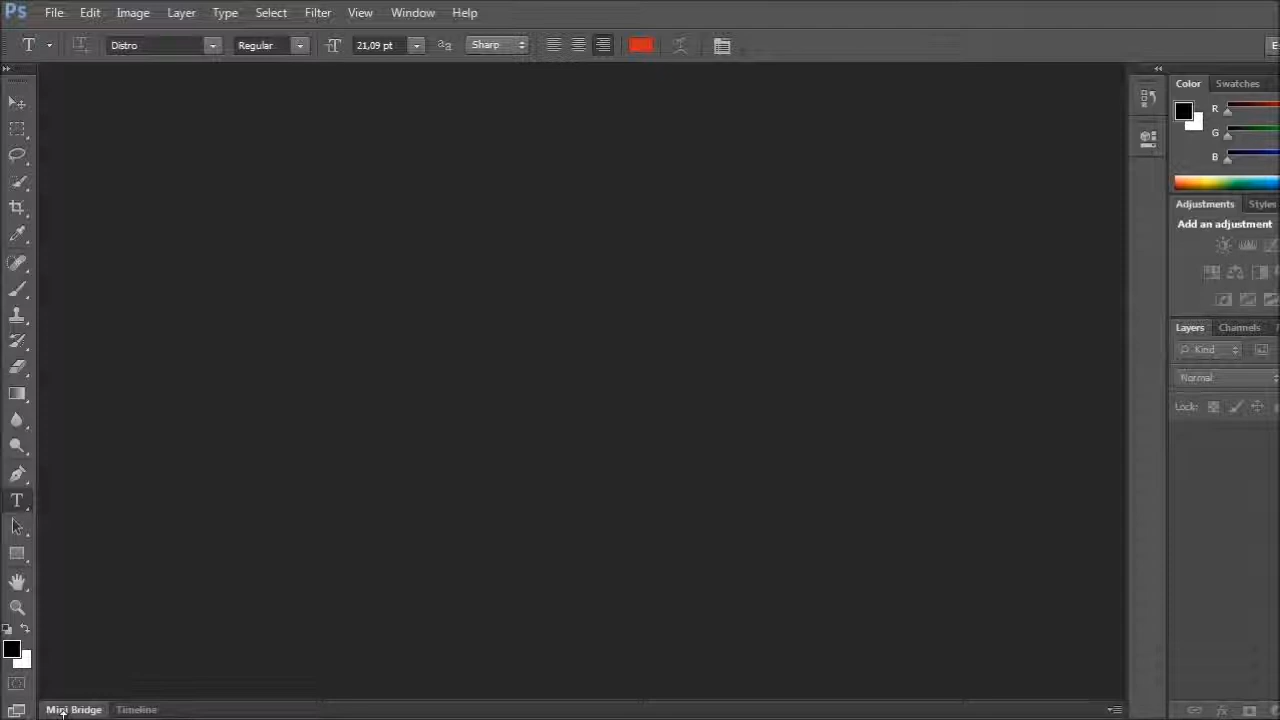 Ps File Edit Image Layer Type Select Filter View Window Help
T Distro Regular 21,09 pt Sharp
Color Swatches
R
G
B
Adjustments Styles
Add an adjustment
Layers Channels
Kind
Normal
Lock:
Mini Bridge Timeline